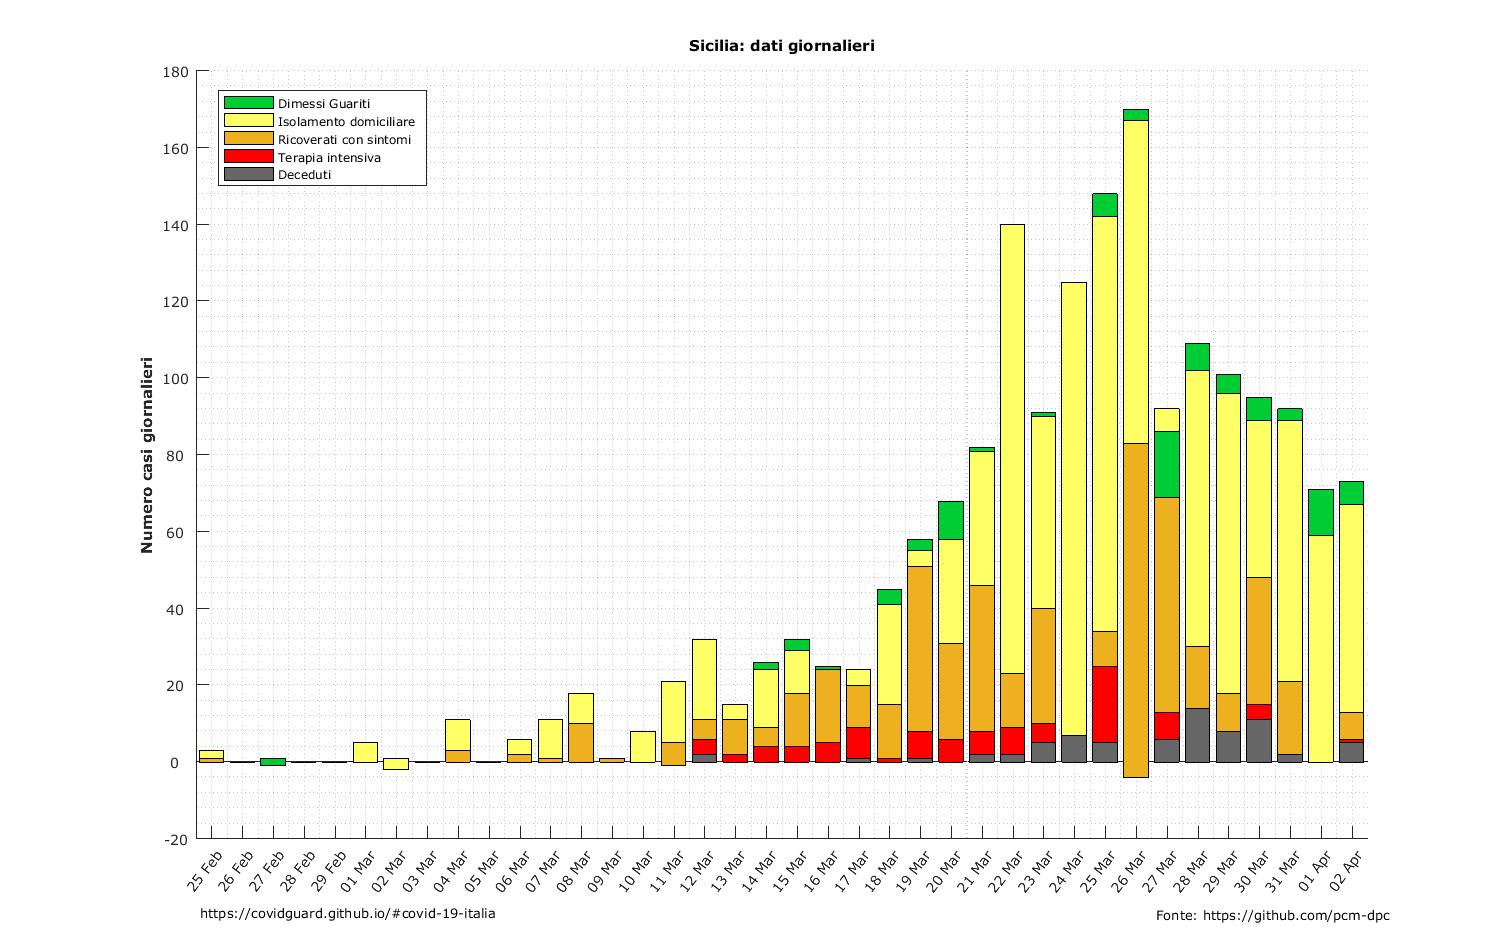 Sicilia: dati giornalieri
Numero casi giornalieri
180
160
140
120
100
80
60
40
20
0
-20
Dimessi Guariti
Isolamento domiciliare
Ricoverati con sintomi
Terapia intensiva
Deceduti
25 Feb
26 Feb
27 Feb
28 Feb
29 Feb
01 Mar
02 Mar
03 Mar
04 Mar
05 Mar
06 Mar
07 Mar
08 Mar
09 Mar
10 Mar
11 Mar
12 Mar
13 Mar
14 Mar
15 Mar
16 Mar
17 Mar
18 Mar
19 Mar
20 Mar
21 Mar
22 Mar
23 Mar
24 Mar
25 Mar
26 Mar
27 Mar
28 Mar
29 Mar
30 Mar
31 Mar
01 Apr
02 Apr
https://covidguard.github.io/#covid-19-italia
Fonte: https://github.com/pcm-dpc